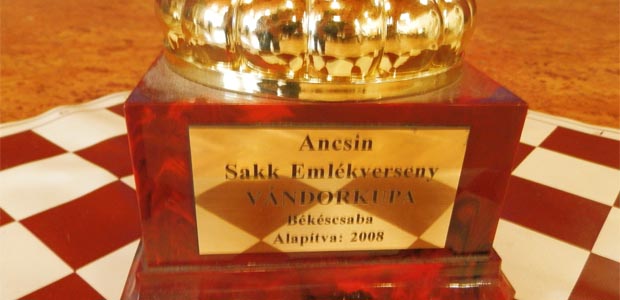 Ancsin
Sakk Emlékverseny
VÁNDORKUPA
Békéscsaba
Alapítva: 2008